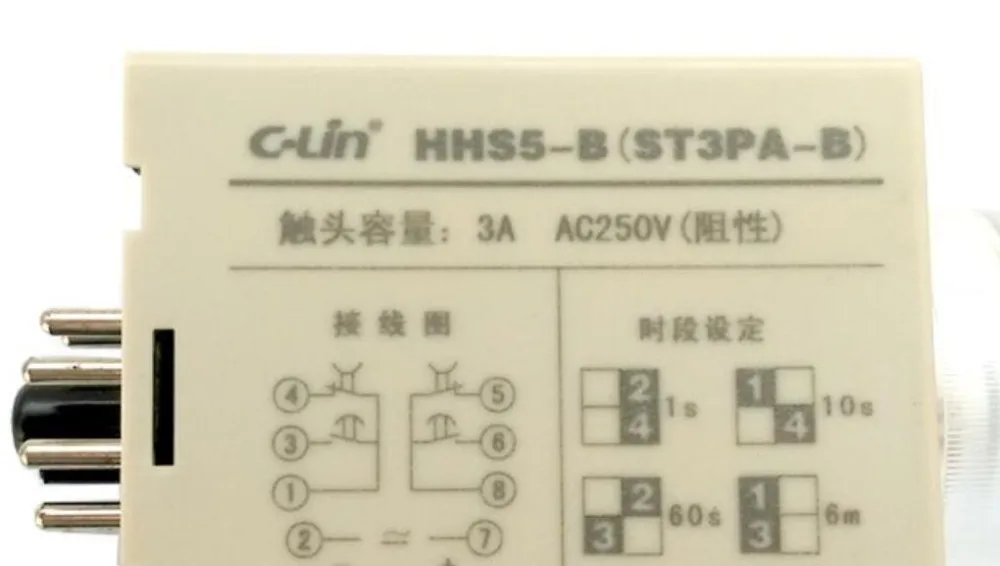 C-Lin® HHS5-B(ST3PA-B)
触头容量: 3A AC250V(阻性)
接线图
4 5
3 6
1 8
2 ≃ 7
时段设定
2 4 1s
1 4 10s
2 3 60s
1 3 6m